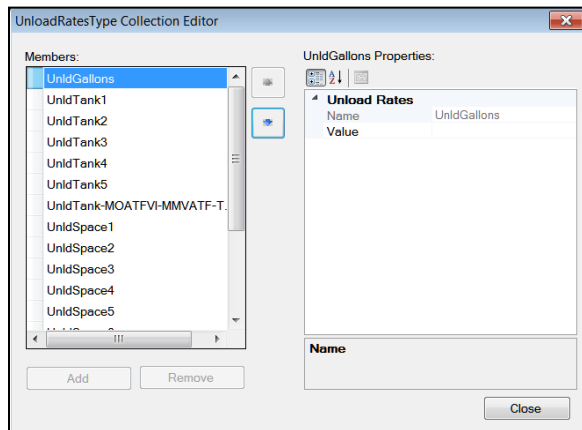 UnloadRatesType Collection Editor
Members:
UnldGallons
UnldTank1
UnldTank2
UnldTank3
UnldTank4
UnldTank5
UnldTank-MOATFVI-MMVATF-T.
UnldSpace1
UnldSpace2
UnldSpace3
UnldSpace4
UnldSpace5
Add
Remove
UnldGallons Properties:
Unload Rates
Name UnldGallons
Value
Name
Close